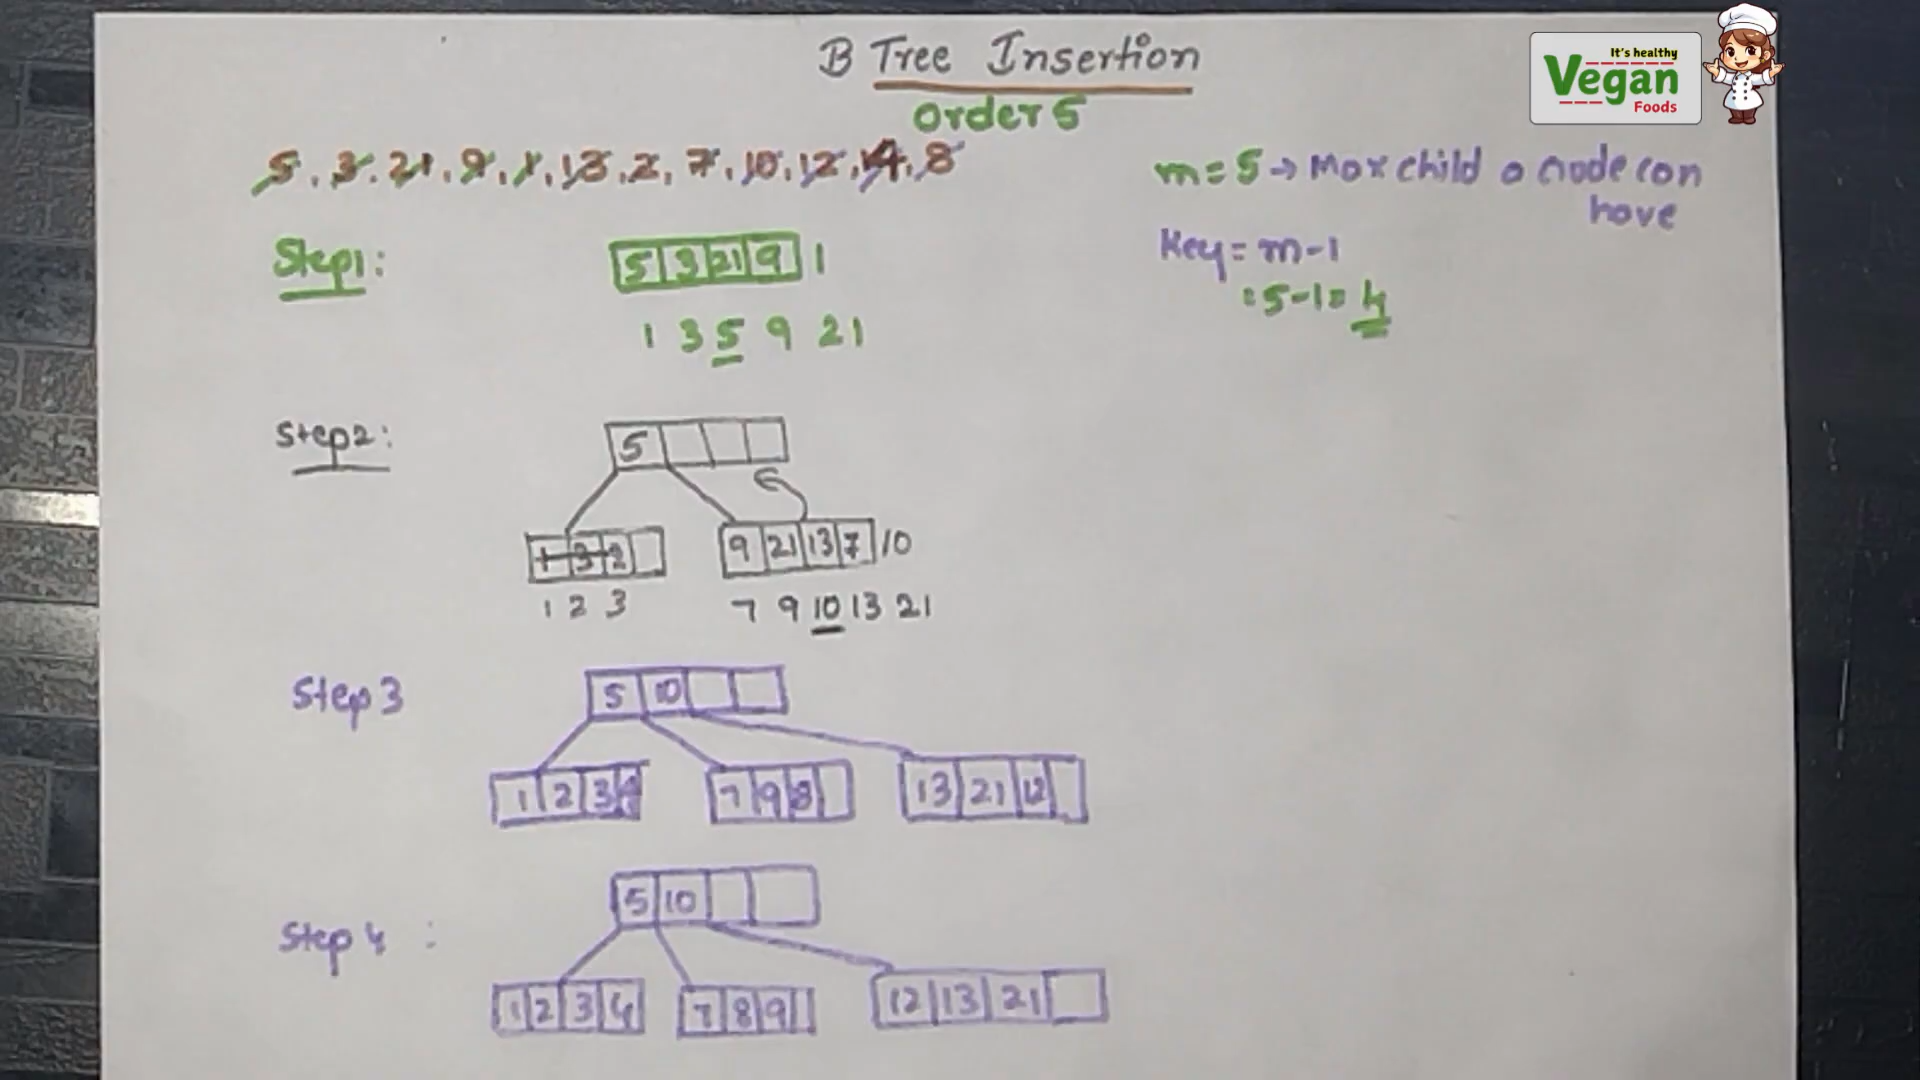 B Tree Insertion
Order 5
It's healthy
Vegan
Foods
5, 3, 21, 9, 1, 13, 2, 7, 10, 12, 4, 8
m = 5 → Max child a node can
have
Key = m-1
= 5-1 = 4
Step1:
5 3 21 9 1
1 3 5 9 21
Step2:
5
1 3 2
9 21 13 7 10
1 2 3
7 9 10 13 21
Step 3
5 10
1 2 3 4
7 9 8
13 21 12
Step 4 :
5 10
1 2 3 4
7 8 9
12 13 21